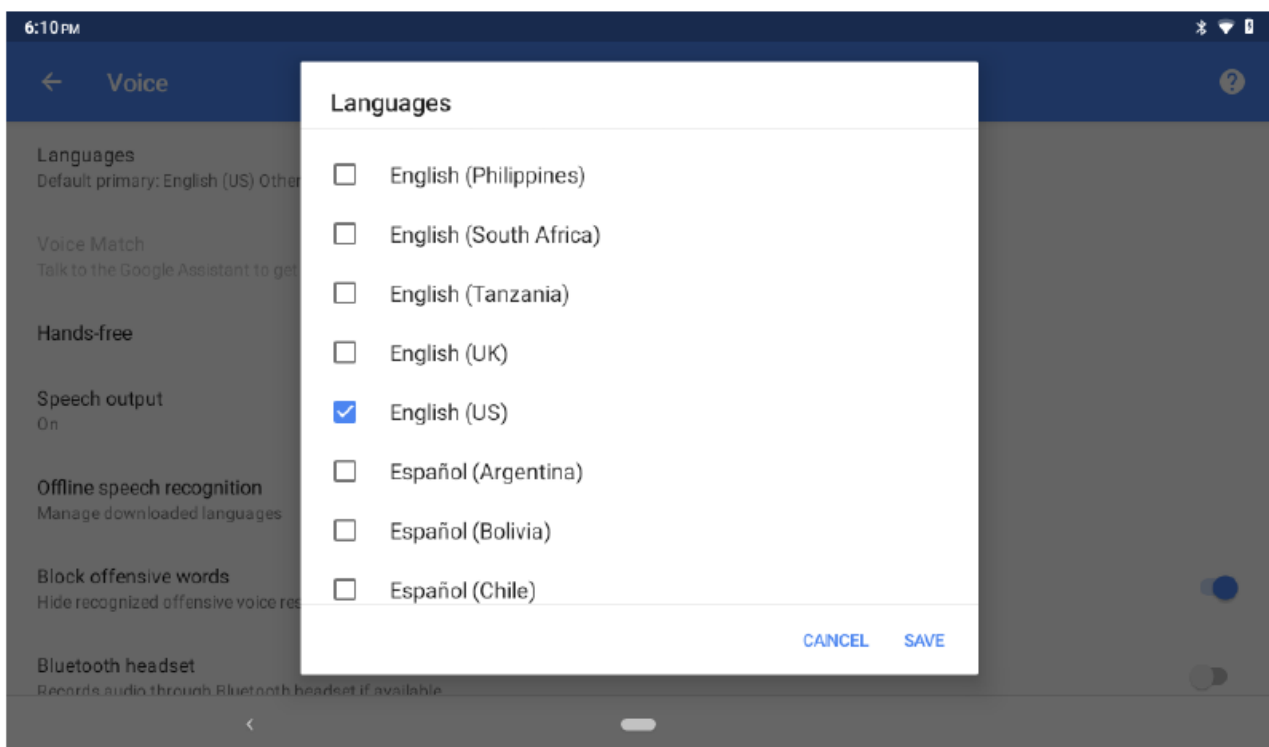 6:10 PM
Voice
Languages
Default primary: English (US) Other
Voice Match
Talk to the Google Assistant to get
Hands-free
Speech output
On
Offline speech recognition
Manage downloaded languages
Block offensive words
Hide recognized offensive voice res
Bluetooth headset
Records audio through Bluetooth headset if available
Languages
English (Philippines)
English (South Africa)
English (Tanzania)
English (UK)
English (US)
Español (Argentina)
Español (Bolivia)
Español (Chile)
CANCEL SAVE